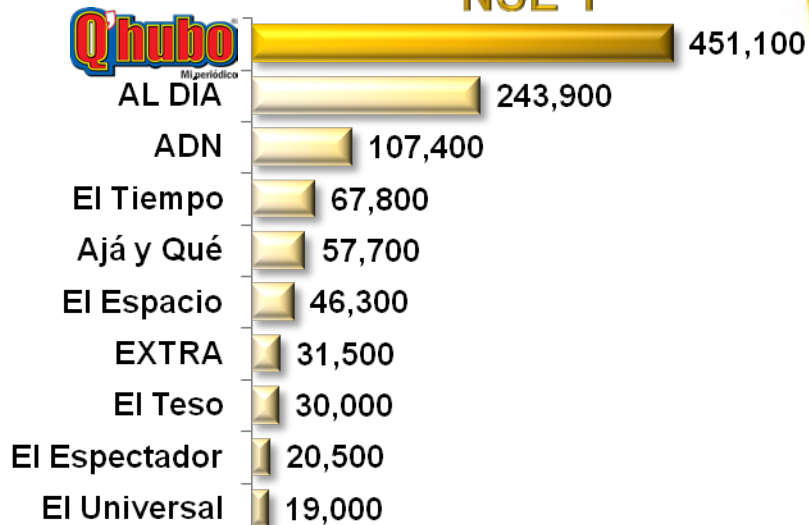 NSE 1
Q'hubo
Mi periódico
451,100
AL DIA 243,900
ADN 107,400
El Tiempo 67,800
Ajá y Qué 57,700
El Espacio 46,300
EXTRA 31,500
El Teso 30,000
El Espectador 20,500
El Universal 19,000